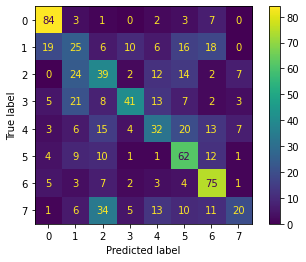 0 84 3 1 0 2 3 7 0
1 19 25 6 10 6 16 18 0
2 0 24 39 2 12 14 2 7
3 5 21 8 41 13 7 2 3
4 3 6 15 4 32 20 13 7
5 4 9 10 1 1 62 12 1
6 5 3 7 2 3 4 75 1
7 1 6 34 5 13 10 11 20
0 1 2 3 4 5 6 7
Predicted label
True label
80
70
60
50
40
30
20
10
0